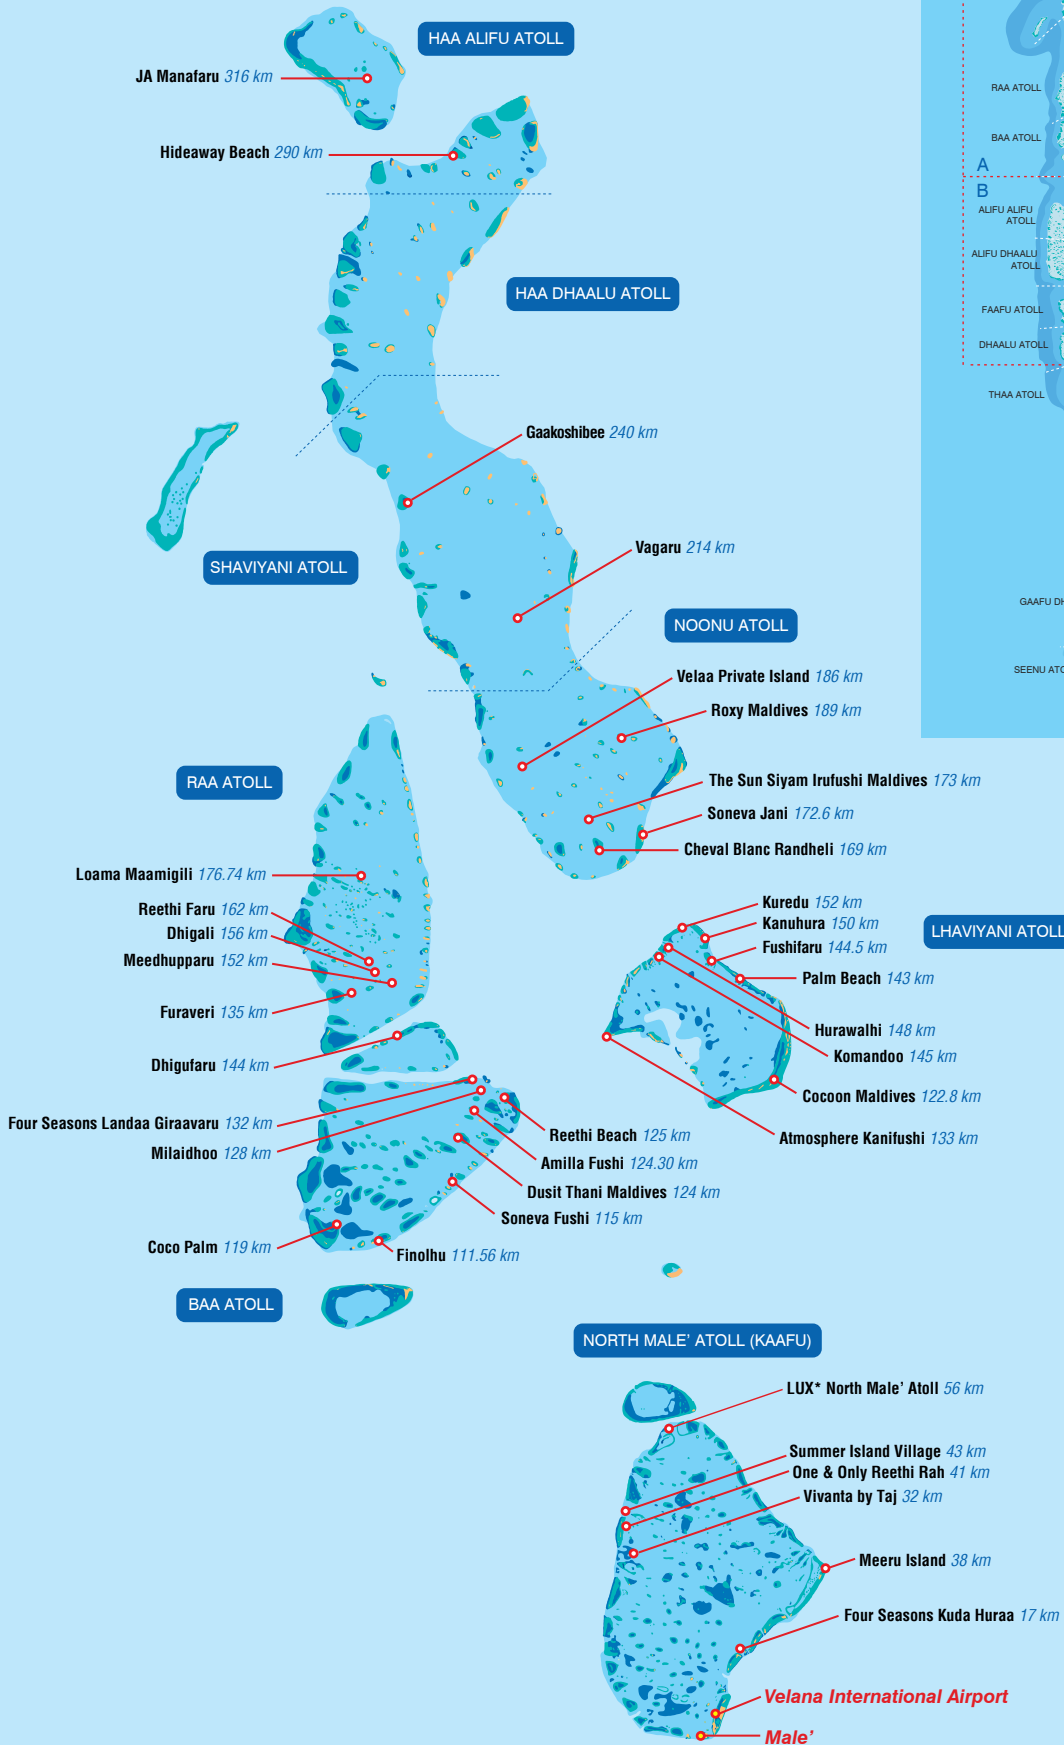 HAA ALIFU ATOLL
JA Manafaru 316 km
Hideaway Beach 290 km
HAA DHAALU ATOLL
Gaakoshibee 240 km
SHAVIYANI ATOLL
Vagaru 214 km
NOONU ATOLL
Velaa Private Island 186 km
Roxy Maldives 189 km
The Sun Siyam Irufushi Maldives 173 km
Soneva Jani 172.6 km
Cheval Blanc Randheli 169 km
RAA ATOLL
Loama Maamigili 176.74 km
Reethi Faru 162 km
Dhigali 156 km
Meedhupparu 152 km
Furaveri 135 km
Dhigufaru 144 km
Four Seasons Landaa Giraavaru 132 km
Milaidhoo 128 km
Coco Palm 119 km
Reethi Beach 125 km
Amilla Fushi 124.30 km
Dusit Thani Maldives 124 km
Soneva Fushi 115 km
Finolhu 111.56 km
BAA ATOLL
Kuredu 152 km
Kanuhura 150 km
LHAVIYANI ATOLL
Fushifaru 144.5 km
Palm Beach 143 km
Hurawalhi 148 km
Komandoo 145 km
Cocoon Maldives 122.8 km
Atmosphere Kanifushi 133 km
NORTH MALE' ATOLL (KAAFU)
LUX* North Male' Atoll 56 km
Summer Island Village 43 km
One & Only Reethi Rah 41 km
Vivanta by Taj 32 km
Meeru Island 38 km
Four Seasons Kuda Huraa 17 km
Velana International Airport
Male'
RAA ATOLL
BAA ATOLL
A
B
ALIFU ALIFU
ATOLL
ALIFU DHAALU
ATOLL
FAAFU ATOLL
DHAALU ATOLL
THAA ATOLL
GAAFU DH
SEENU ATO